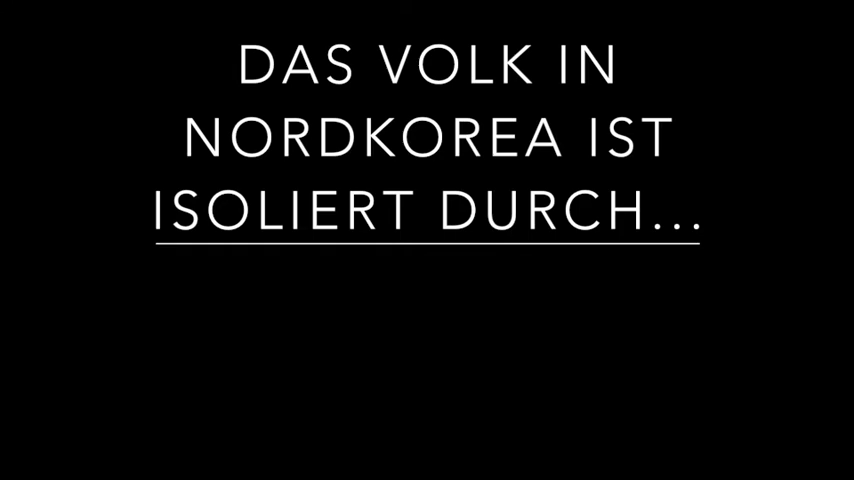 DAS VOLK IN
NORDKOREA IST
ISOLIERT DURCH...